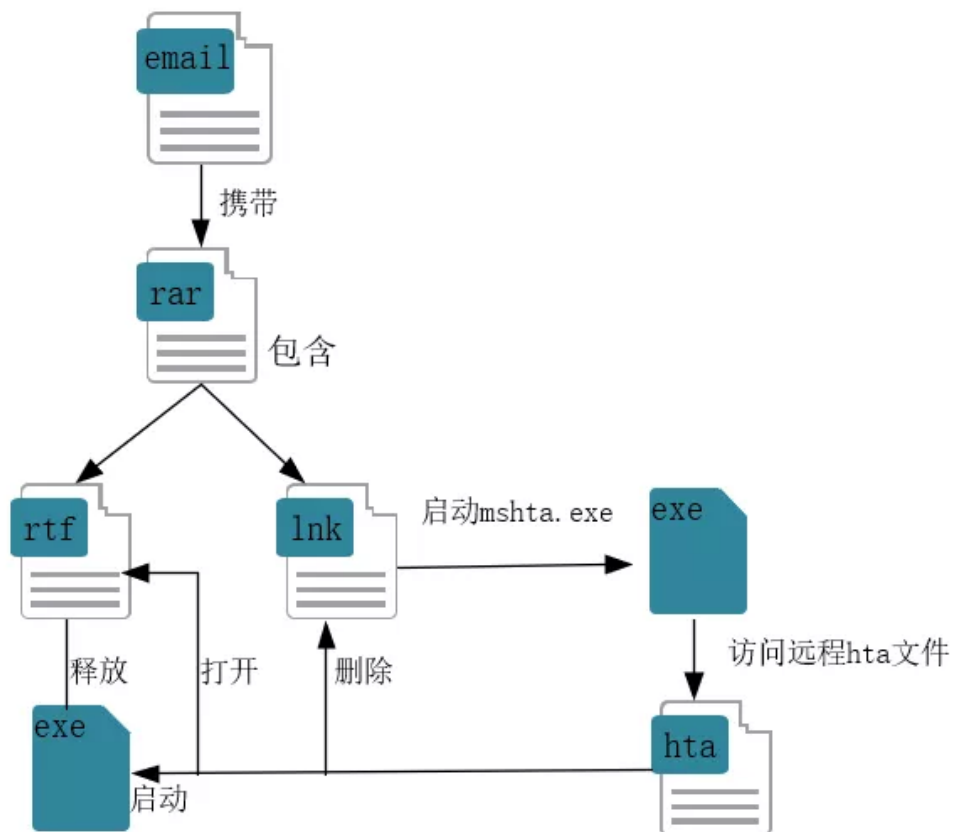 email
携带
rar
包含
rtf
lnk
启动mshta.exe
exe
释放
打开
删除
访问远程hta文件
exe
hta
启动